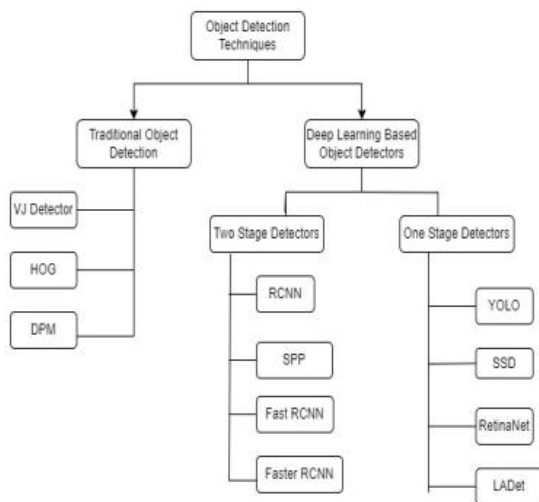 Object Detection
Techniques
Traditional Object
Detection
Deep Learning Based
Object Detectors
VJ Detector
HOG
DPM
Two Stage Detectors
RCNN
SPP
Fast RCNN
Faster RCNN
One Stage Detectors
YOLO
SSD
RetinaNet
LADet